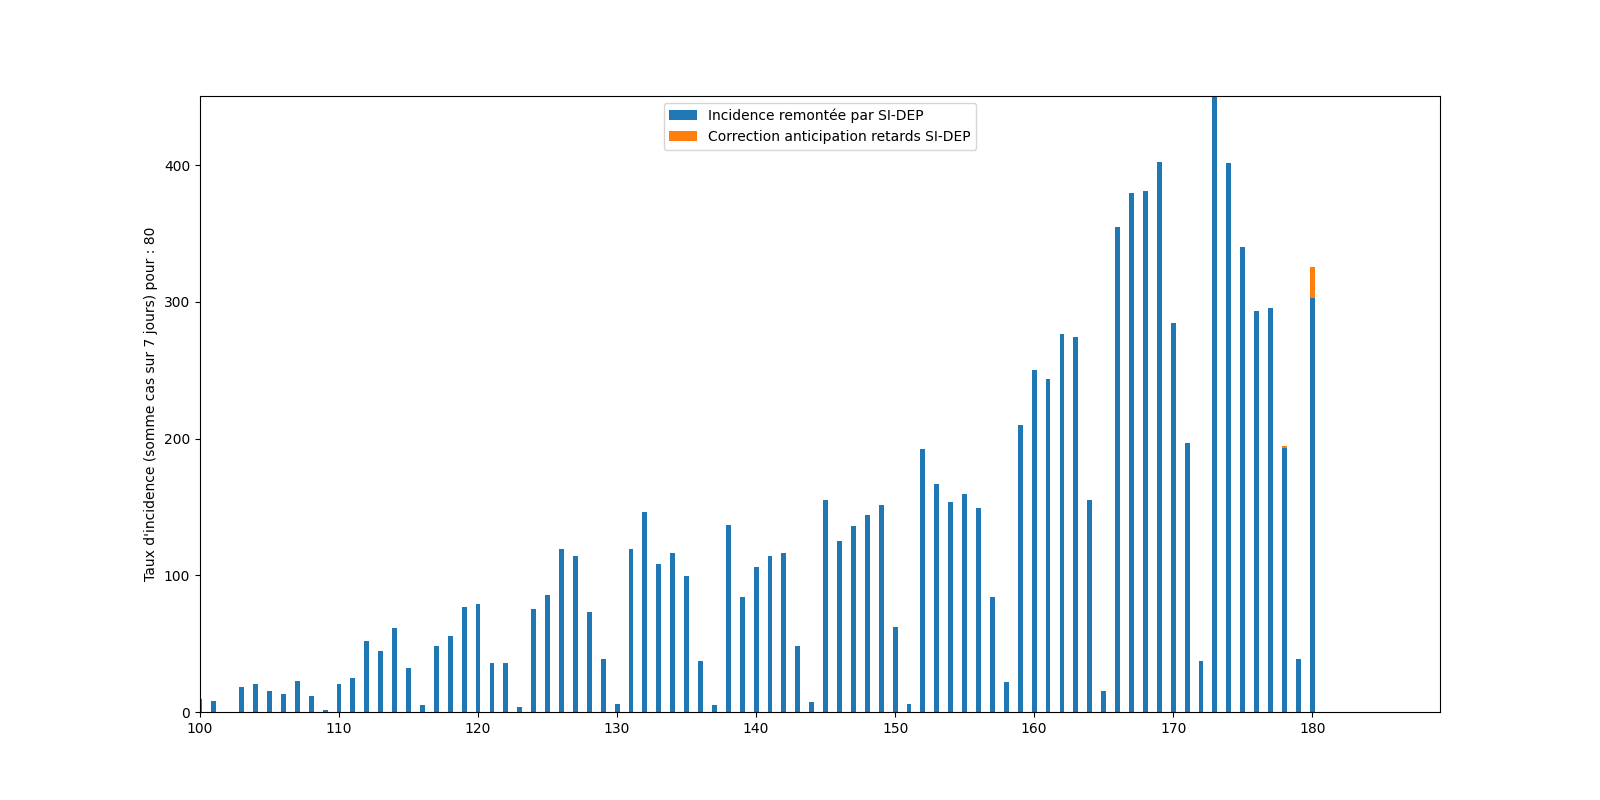 Incidence remontée par SI-DEP
Correction anticipation retards SI-DEP
Taux d'incidence (somme cas sur 7 jours) pour : 80
400
300
200
100
0
100 110 120 130 140 150 160 170 180